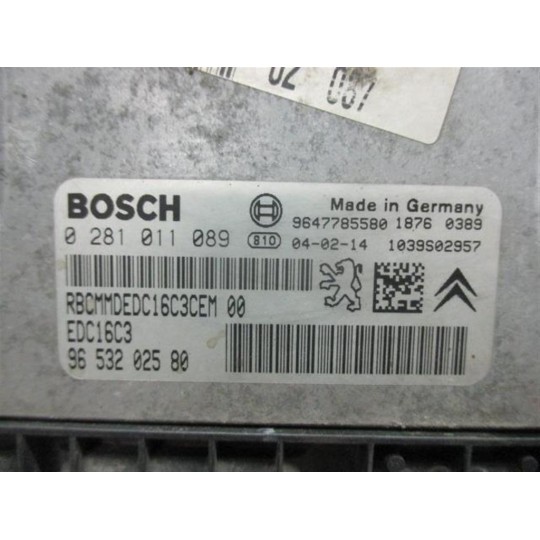 02 087
BOSCH
Made in Germany
9647785580 1876 0389
0 281 011 089 810 04-02-14 1039S02957
RBOMMDEDC16C3CEM 00
EDC16C3
96 532 025 80